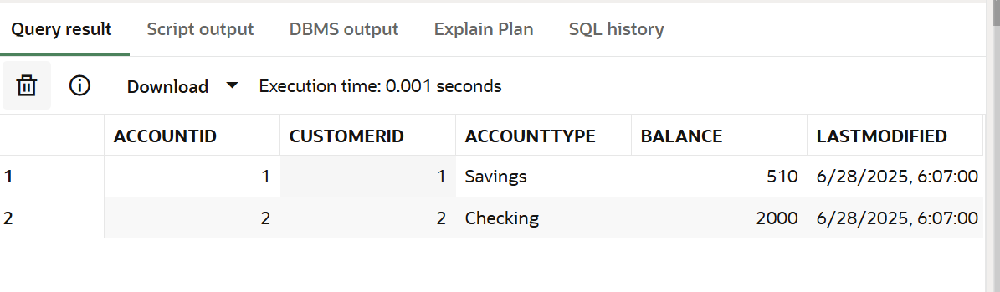 Query result Script output DBMS output Explain Plan SQL history
Download Execution time: 0.001 seconds
ACCOUNTID CUSTOMERID ACCOUNTTYPE BALANCE LASTMODIFIED
1 1 1 Savings 510 6/28/2025, 6:07:00
2 2 2 Checking 2000 6/28/2025, 6:07:00